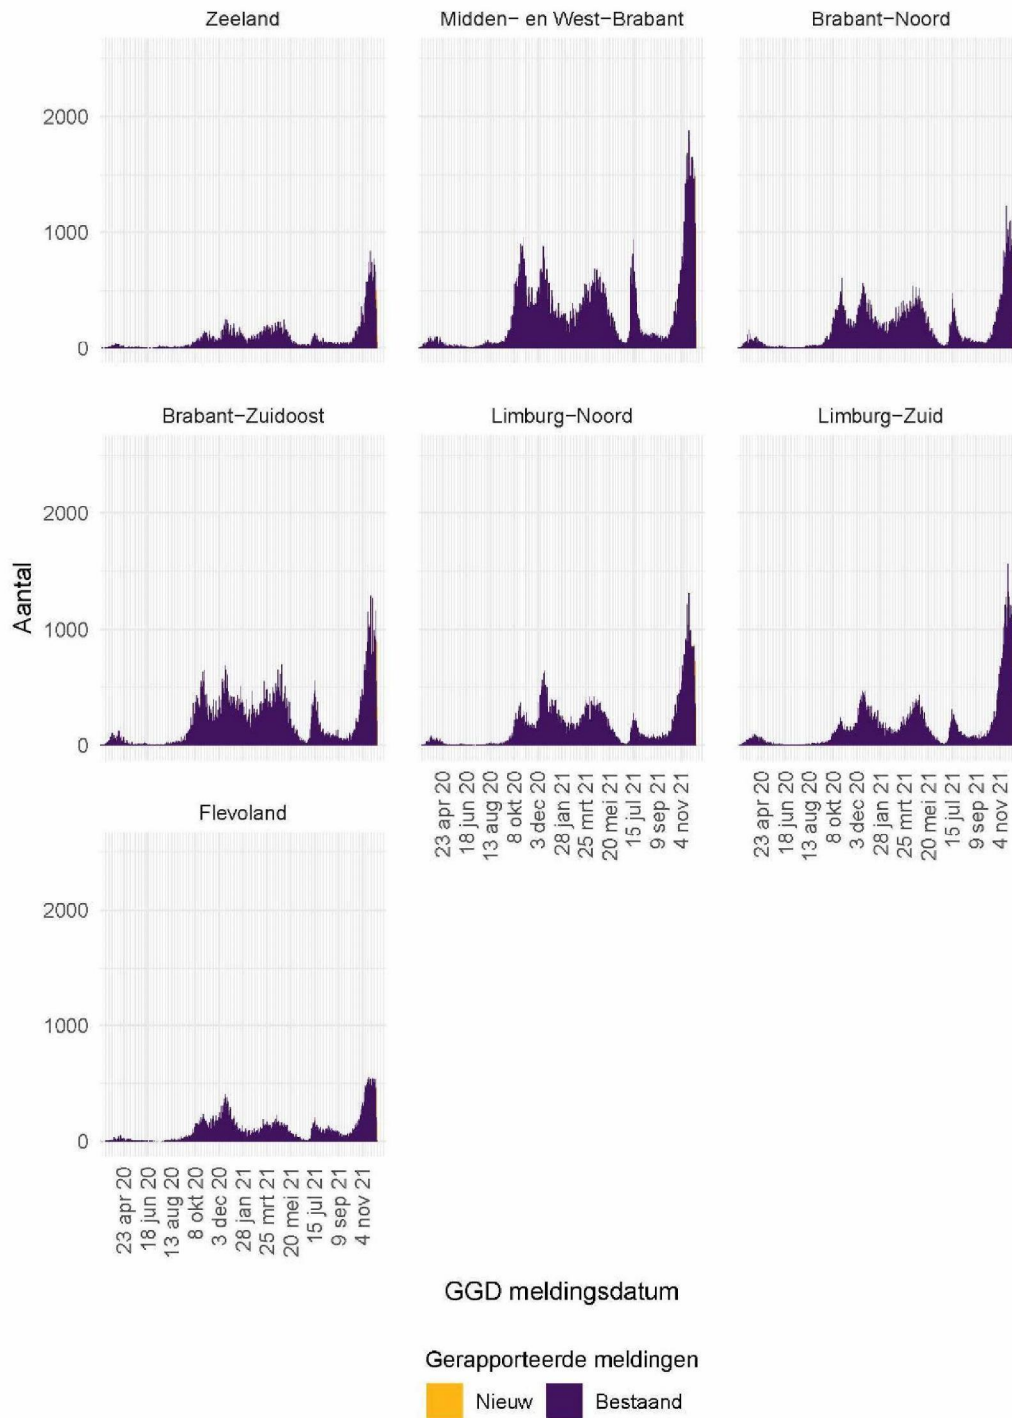 Zeeland
Midden- en West-Brabant
Brabant-Noord
2000
1000
0
Brabant-Zuidoost
Limburg-Noord
Limburg-Zuid
Aantal
2000
1000
0
23 apr 20
18 jun 20
13 aug 20
8 okt 20
3 dec 20
28 jan 21
25 mrt 21
20 mei 21
15 jul 21
9 sep 21
4 nov 21
23 apr 20
18 jun 20
13 aug 20
8 okt 20
3 dec 20
28 jan 21
25 mrt 21
20 mei 21
15 jul 21
9 sep 21
4 nov 21
Flevoland
2000
1000
0
23 apr 20
18 jun 20
13 aug 20
8 okt 20
3 dec 20
28 jan 21
25 mrt 21
20 mei 21
15 jul 21
9 sep 21
4 nov 21
GGD meldingsdatum
Gerapporteerde meldingen
Nieuw Bestaand